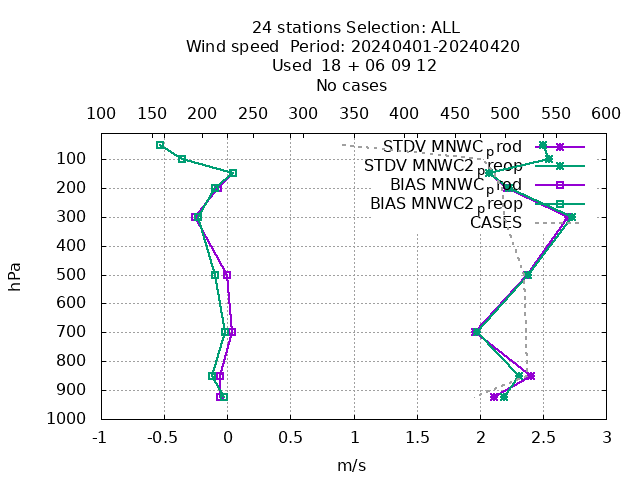 24 stations Selection: ALL
Wind speed  Period: 20240401-20240420
Used  18 + 06 09 12
No cases
100 150 200 250 300 350 400 450 500 550 600
STDV MNWC_prod
100
STDV MNWC2_preop
200
BIAS MNWC_prod
BIAS MNWC2_preop
300
CASES
400
500
600
700
800
900
1000
-1 -0.5 0 0.5 1 1.5 2 2.5 3
hPa
m/s